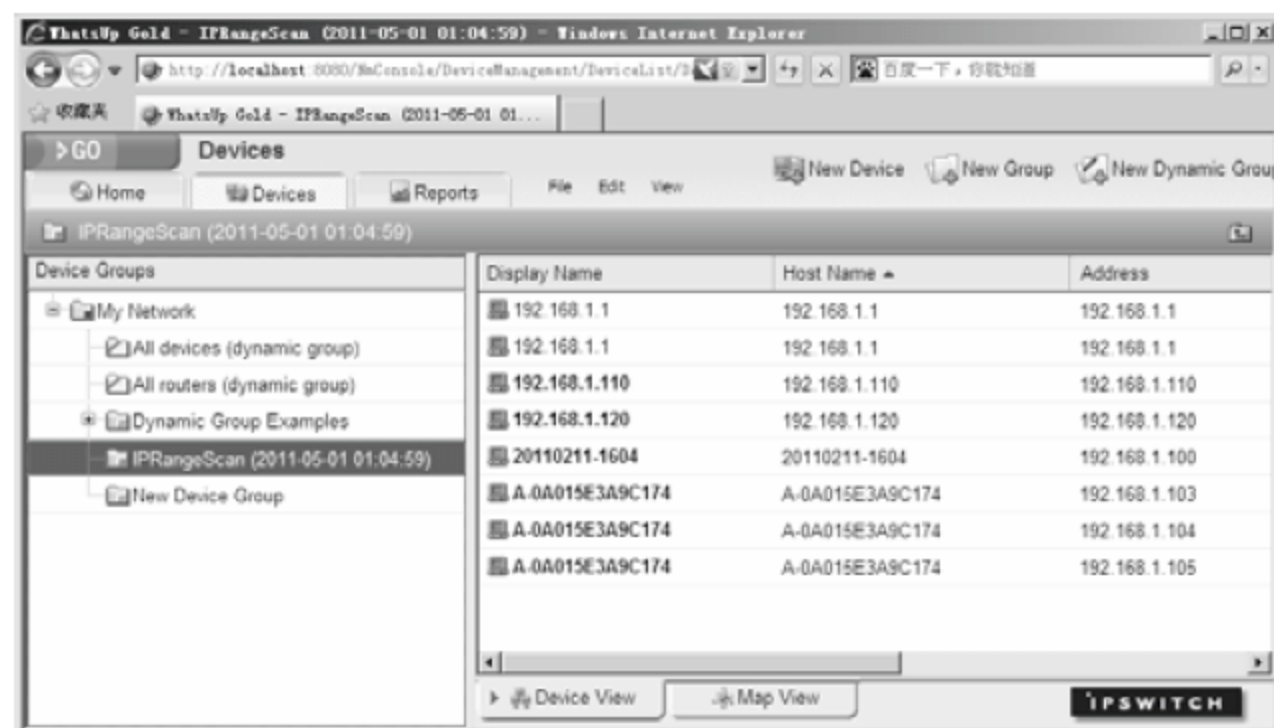 WhatsUp Gold - IPRangeScan (2011-05-01 01:04:59) - Windows Internet Explorer
http://localhost:8080/NmConsole/DeviceManagement/DeviceList/D 百度一下，你就知道
收藏夹 WhatsUp Gold - IPRangeScan (2011-05-01 01...
>GO Devices New Device New Group New Dynamic Grou
Home Devices Reports File Edit View
IPRangeScan (2011-05-01 01:04:59)
Device Groups
My Network
All devices (dynamic group)
All routers (dynamic group)
Dynamic Group Examples
IPRangeScan (2011-05-01 01:04:59)
New Device Group
Display Name Host Name Address
192.168.1.1 192.168.1.1 192.168.1.1
192.168.1.1 192.168.1.1 192.168.1.1
192.168.1.110 192.168.1.110 192.168.1.110
192.168.1.120 192.168.1.120 192.168.1.120
20110211-1604 20110211-1604 192.168.1.100
A-0A015E3A9C174 A-0A015E3A9C174 192.168.1.103
A-0A015E3A9C174 A-0A015E3A9C174 192.168.1.104
A-0A015E3A9C174 A-0A015E3A9C174 192.168.1.105
Device View Map View IPSWITCH